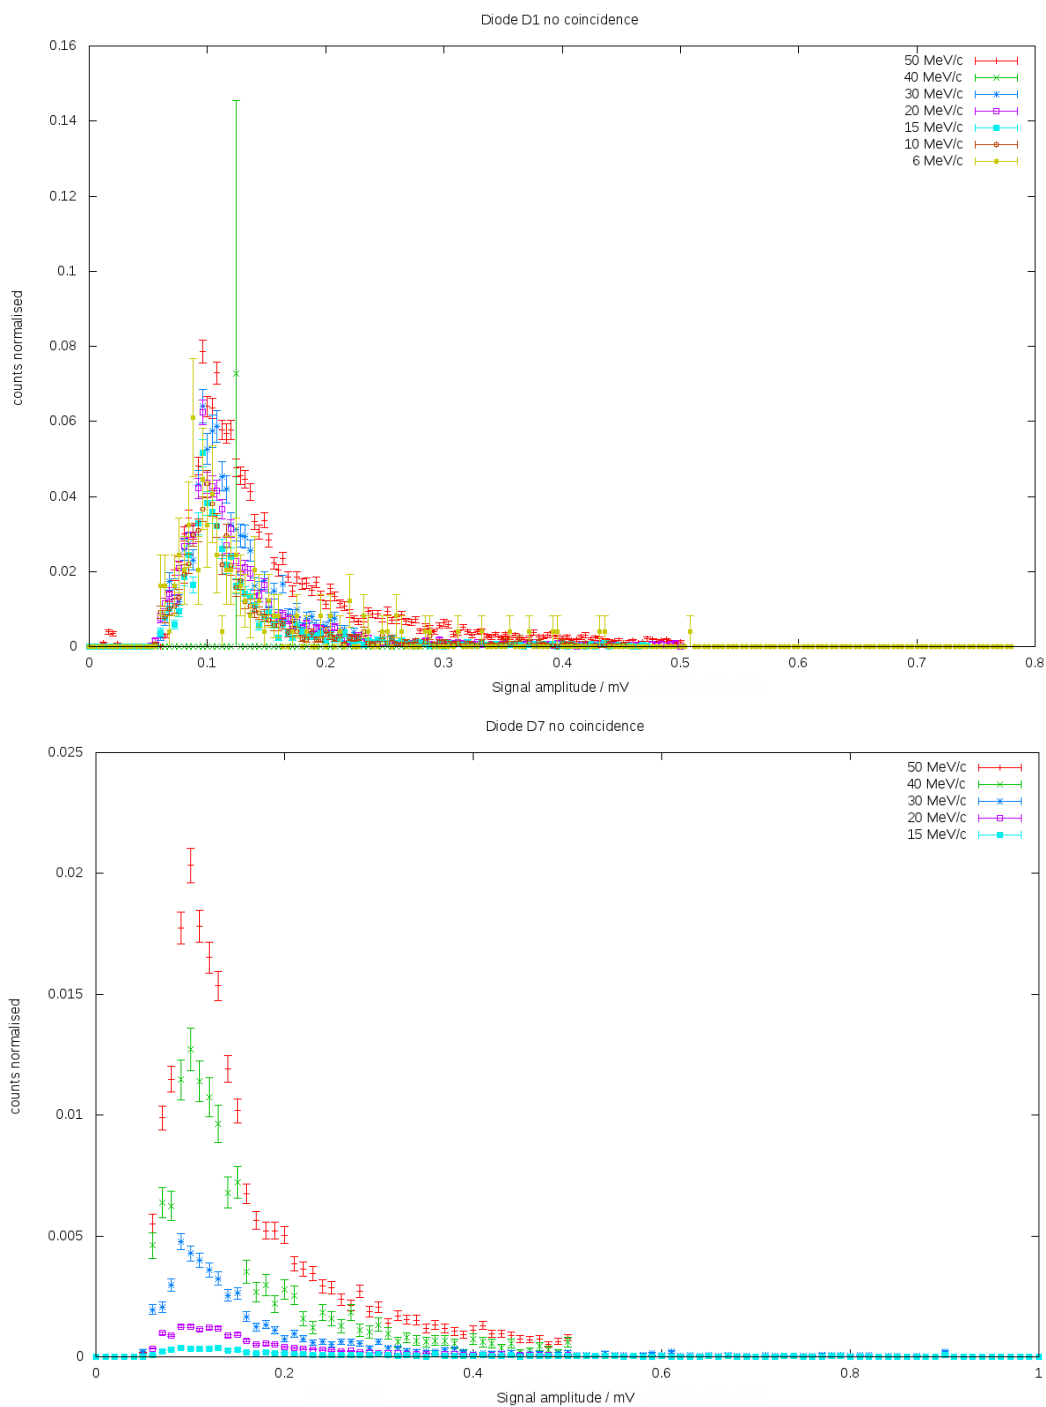 Diode D1 no coincidence
0.16
0.14
0.12
0.1
0.08
0.06
0.04
0.02
0
counts normalised
50 MeV/c
40 MeV/c
30 MeV/c
20 MeV/c
15 MeV/c
10 MeV/c
6 MeV/c
0 0.1 0.2 0.3 0.4 0.5 0.6 0.7 0.8
Signal amplitude / mV
Diode D7 no coincidence
0.025
0.02
0.015
0.01
0.005
0
counts normalised
50 MeV/c
40 MeV/c
30 MeV/c
20 MeV/c
15 MeV/c
0 0.2 0.4 0.6 0.8 1
Signal amplitude / mV